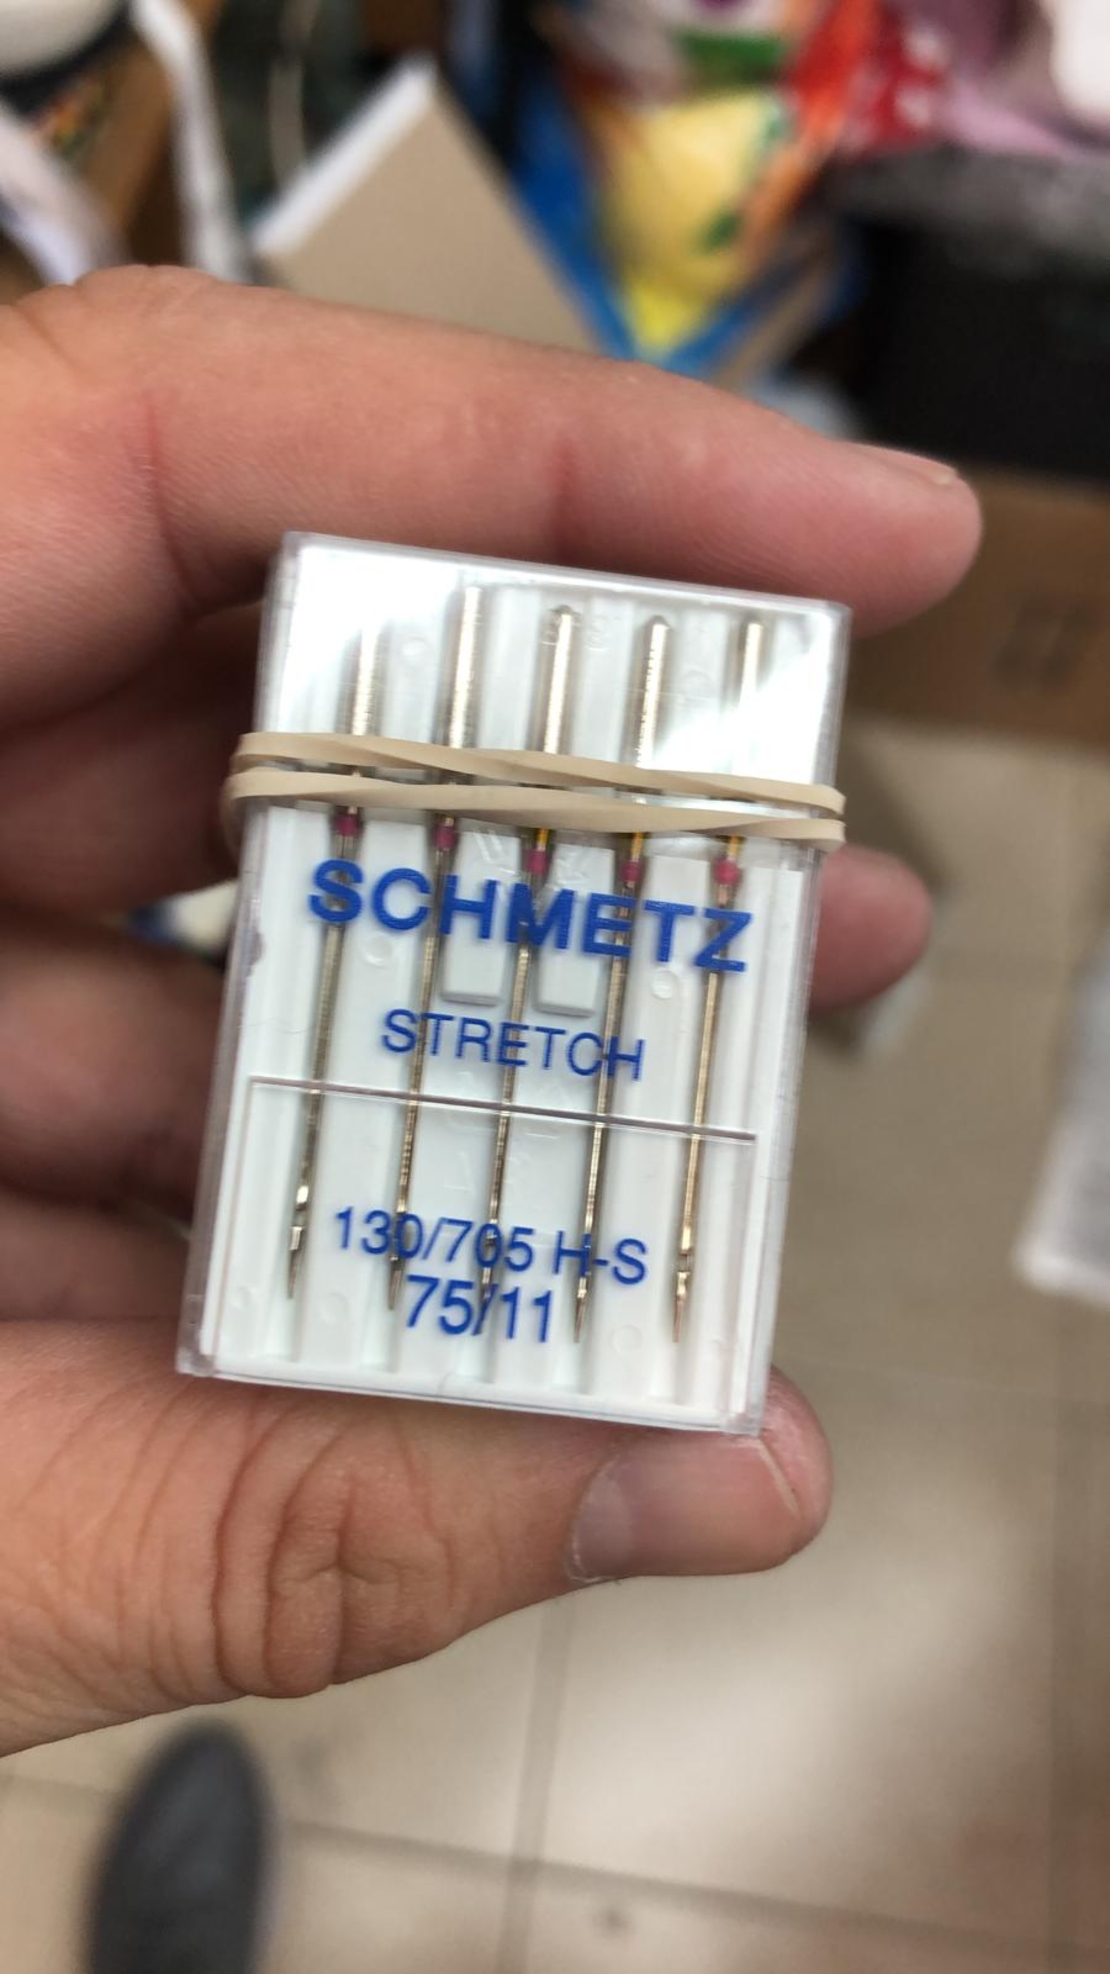 SCHMETZ
STRETCH
130/705 H-S
75/11